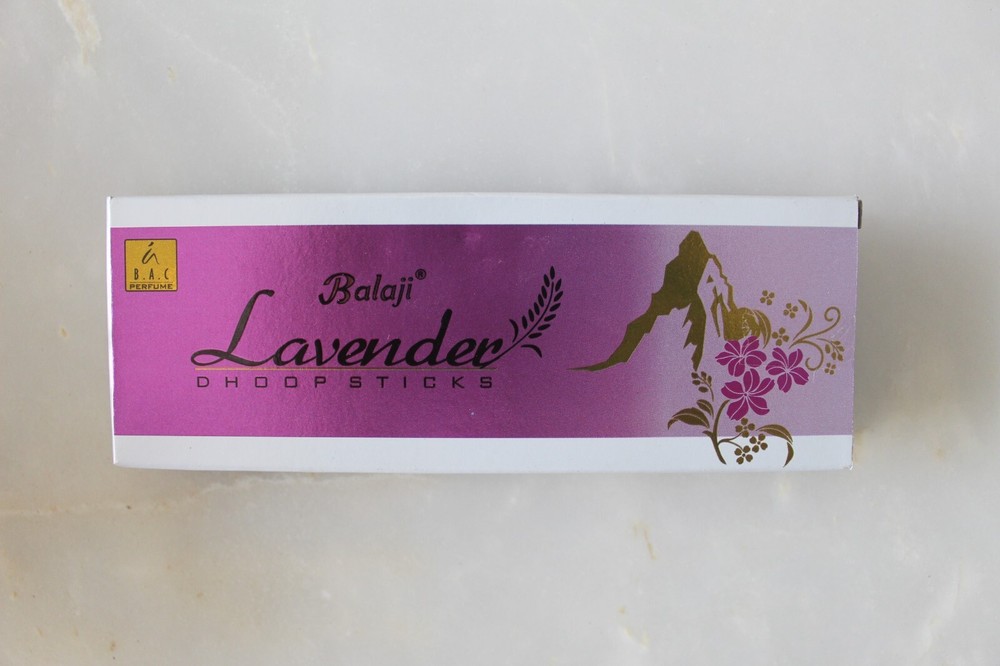 B.A.C
PERFUME
Balaji®
Lavender
DHOOP STICKS